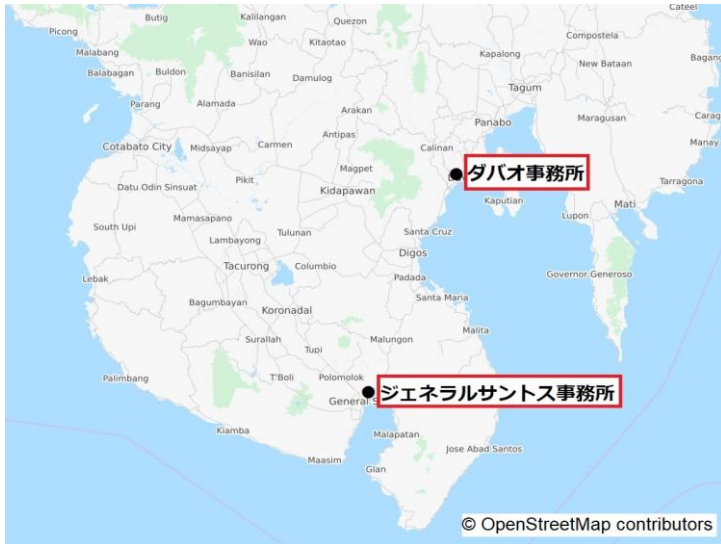 Butig
Kalilangan
Quezon
Cateel
Picong
Malabang
Wao
Kitaotao
Compostela
Balabagan
Buldon
Banisilan
Damulog
Kapalong
New Bataan
Tagum
Parang
Alamada
Arakan
Panabo
Maragusan
Antipas
Calinan
Cotabato City
Midsayap
Carmen
Manay
Magpet
ダバオ事務所
Datu Odin Sinsuat
Pikit
Kidapawan
Tarragona
Kaputian
Mati
Lupon
Mamasapano
South Upi
Tulunan
Santa Cruz
Lambayong
Digos
Tacurong
Columbio
Padada
Governor Generoso
Lebak
Bagumbayan
Santa Maria
Koronadal
Malita
Surallah
Tupi
Malungon
Palimbang
T'Boli
Polomolok
ジェネラルサントス事務所
General S
Kiamba
Malapatan
Maasim
Glan
Jose Abad Santos
© OpenStreetMap contributors